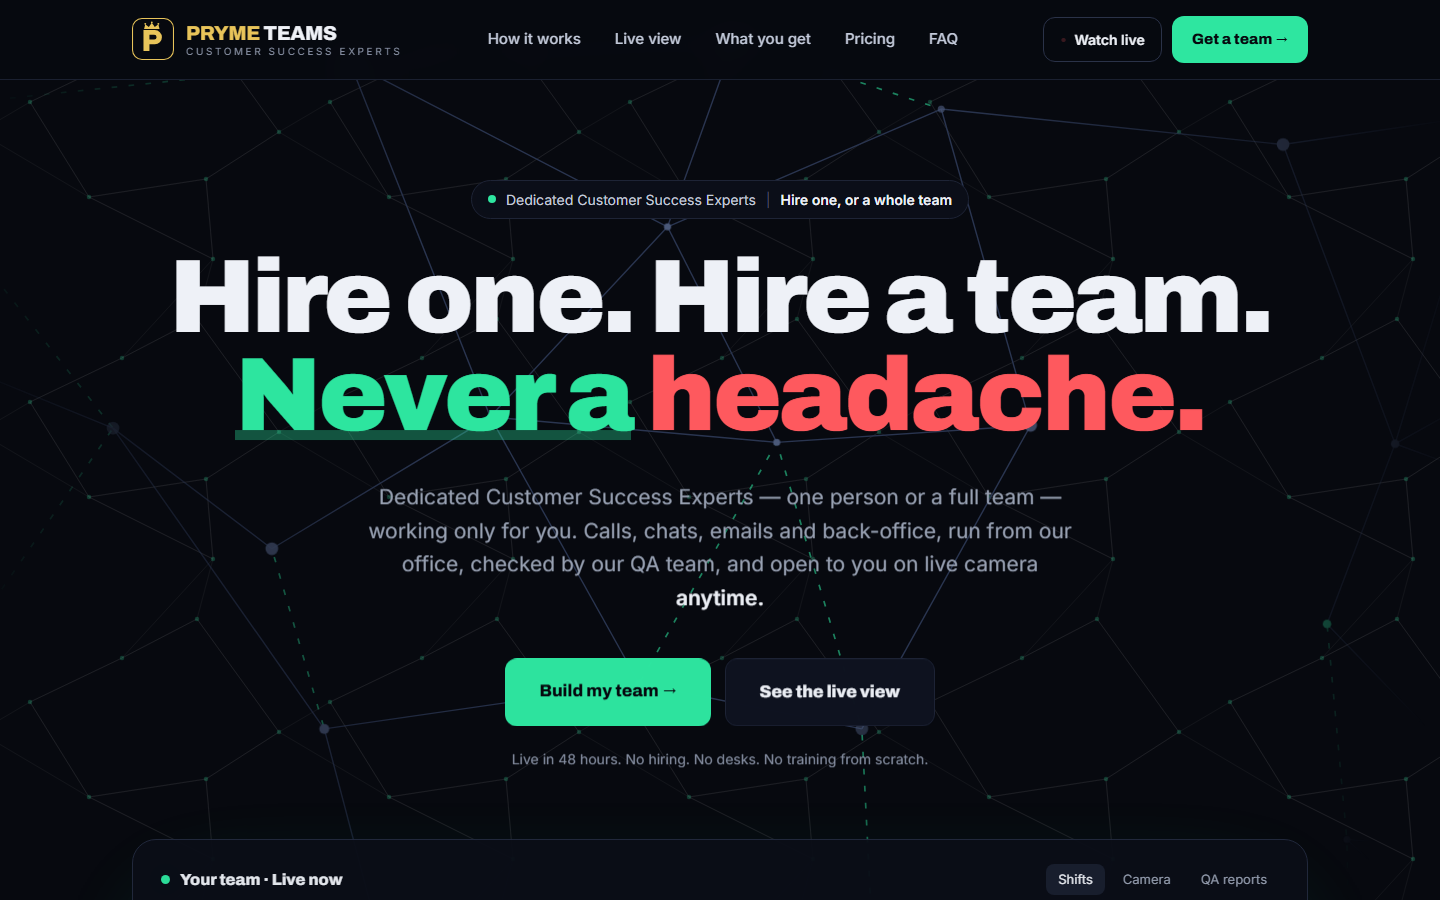 P
PRYME TEAMS
CUSTOMER SUCCESS EXPERTS
How it works
Live view
What you get
Pricing
FAQ
Watch live
Get a team →
Dedicated Customer Success Experts | Hire one, or a whole team
Hire one. Hire a team.
Never a headache.
Dedicated Customer Success Experts — one person or a full team —
working only for you. Calls, chats, emails and back-office, run from our
office, checked by our QA team, and open to you on live camera
anytime.
Build my team →
See the live view
Live in 48 hours. No hiring. No desks. No training from scratch.
Your team · Live now
Shifts
Camera
QA reports